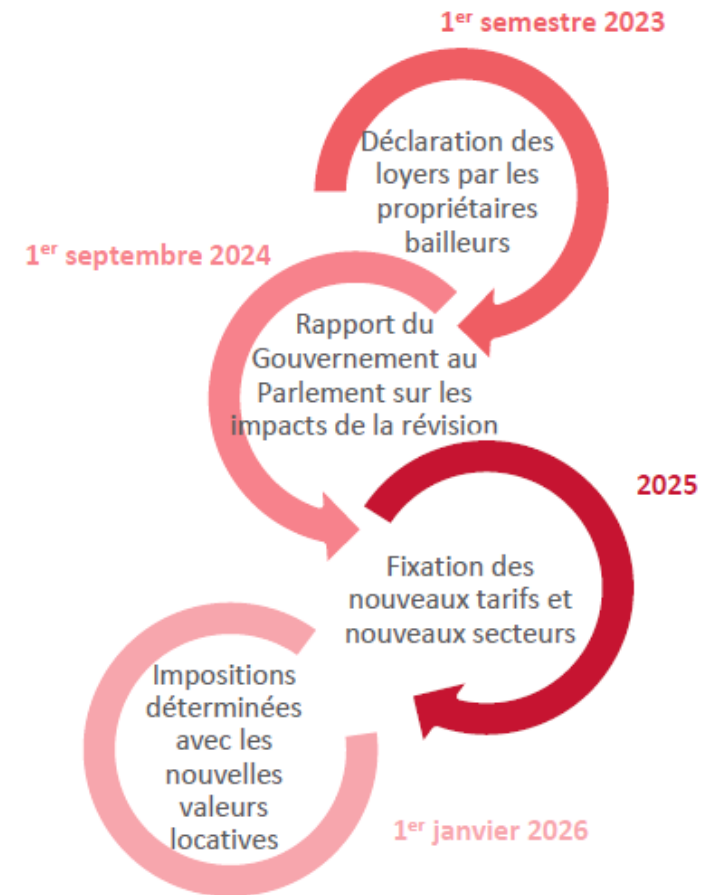 1er semestre 2023
Déclaration des
loyers par les
propriétaires
bailleurs
1er septembre 2024
Rapport du
Gouvernement au
Parlement sur les
impacts de la révision
2025
Fixation des
nouveaux tarifs et
nouveaux secteurs
Impositions
déterminées
avec les
nouvelles
valeurs
locatives
1er janvier 2026